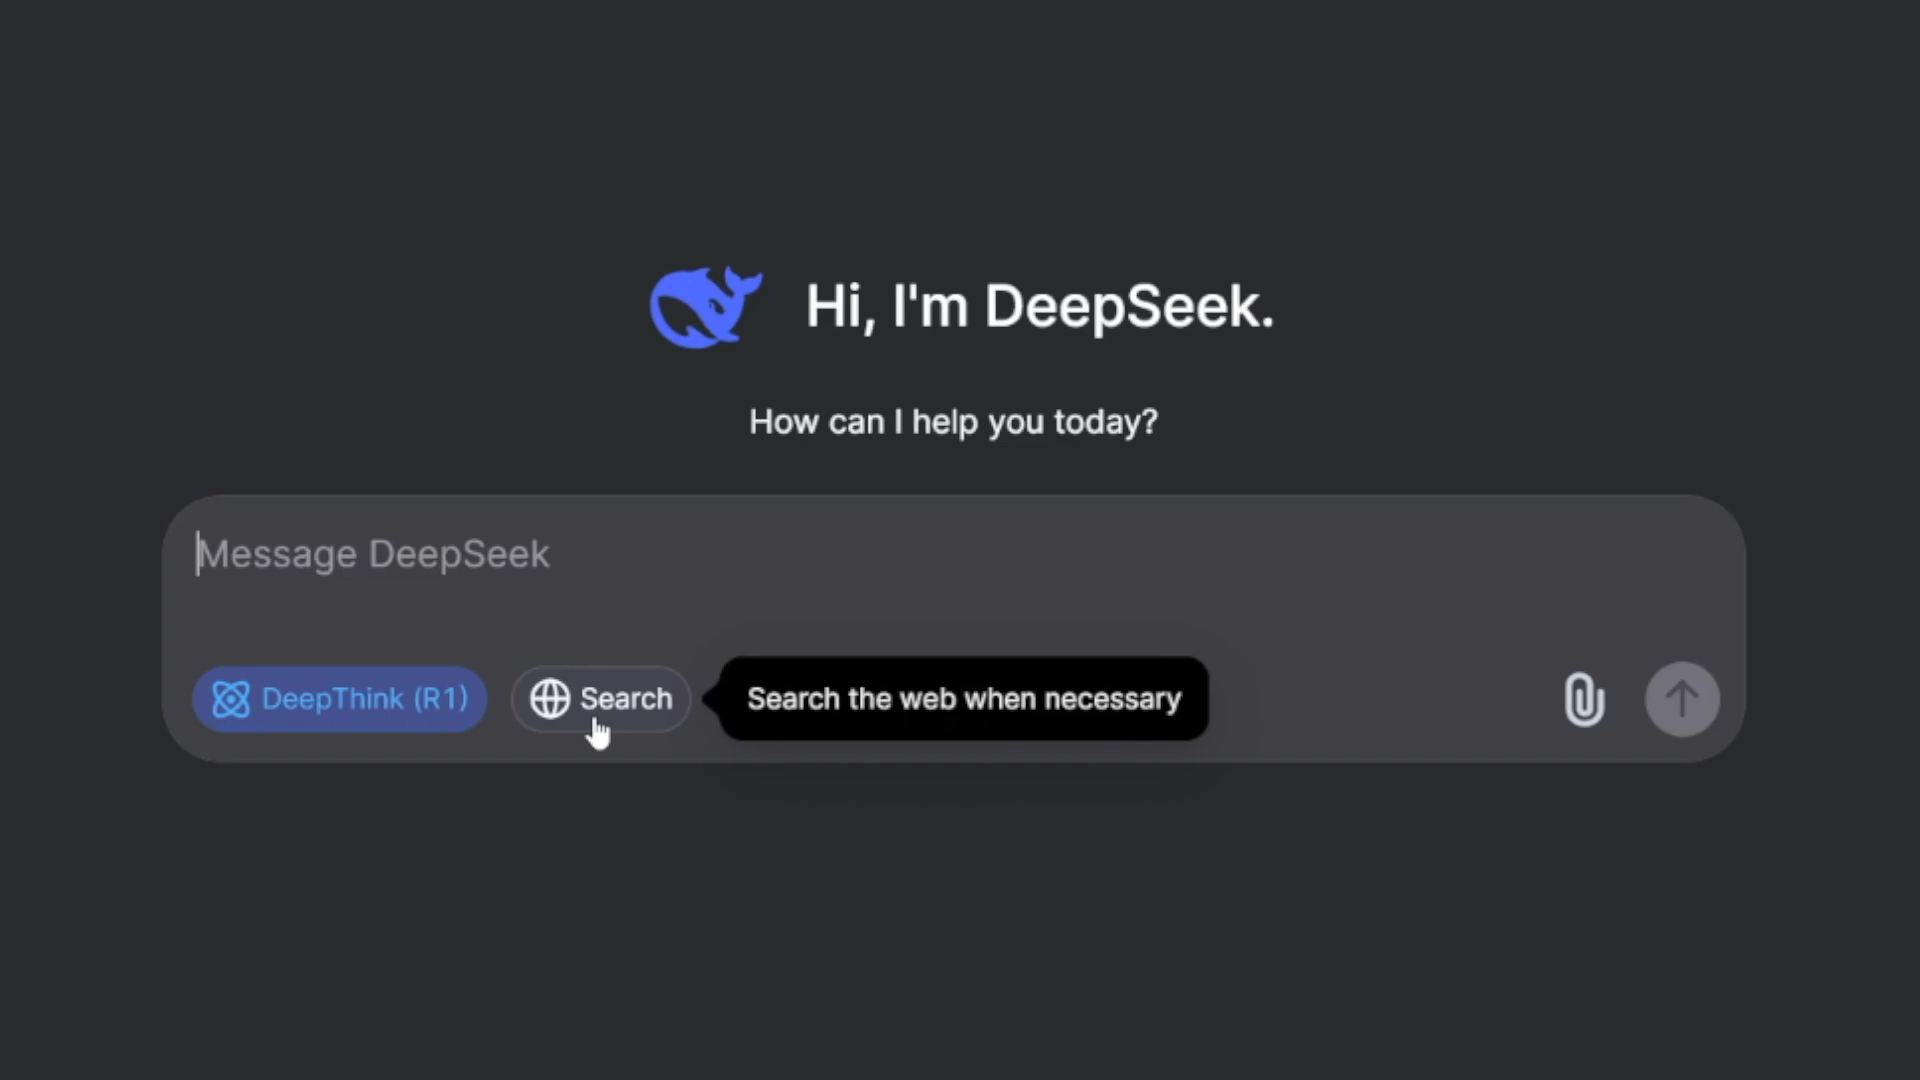 Hi, I'm DeepSeek.
How can I help you today?
Message DeepSeek
DeepThink (R1)
Search
Search the web when necessary